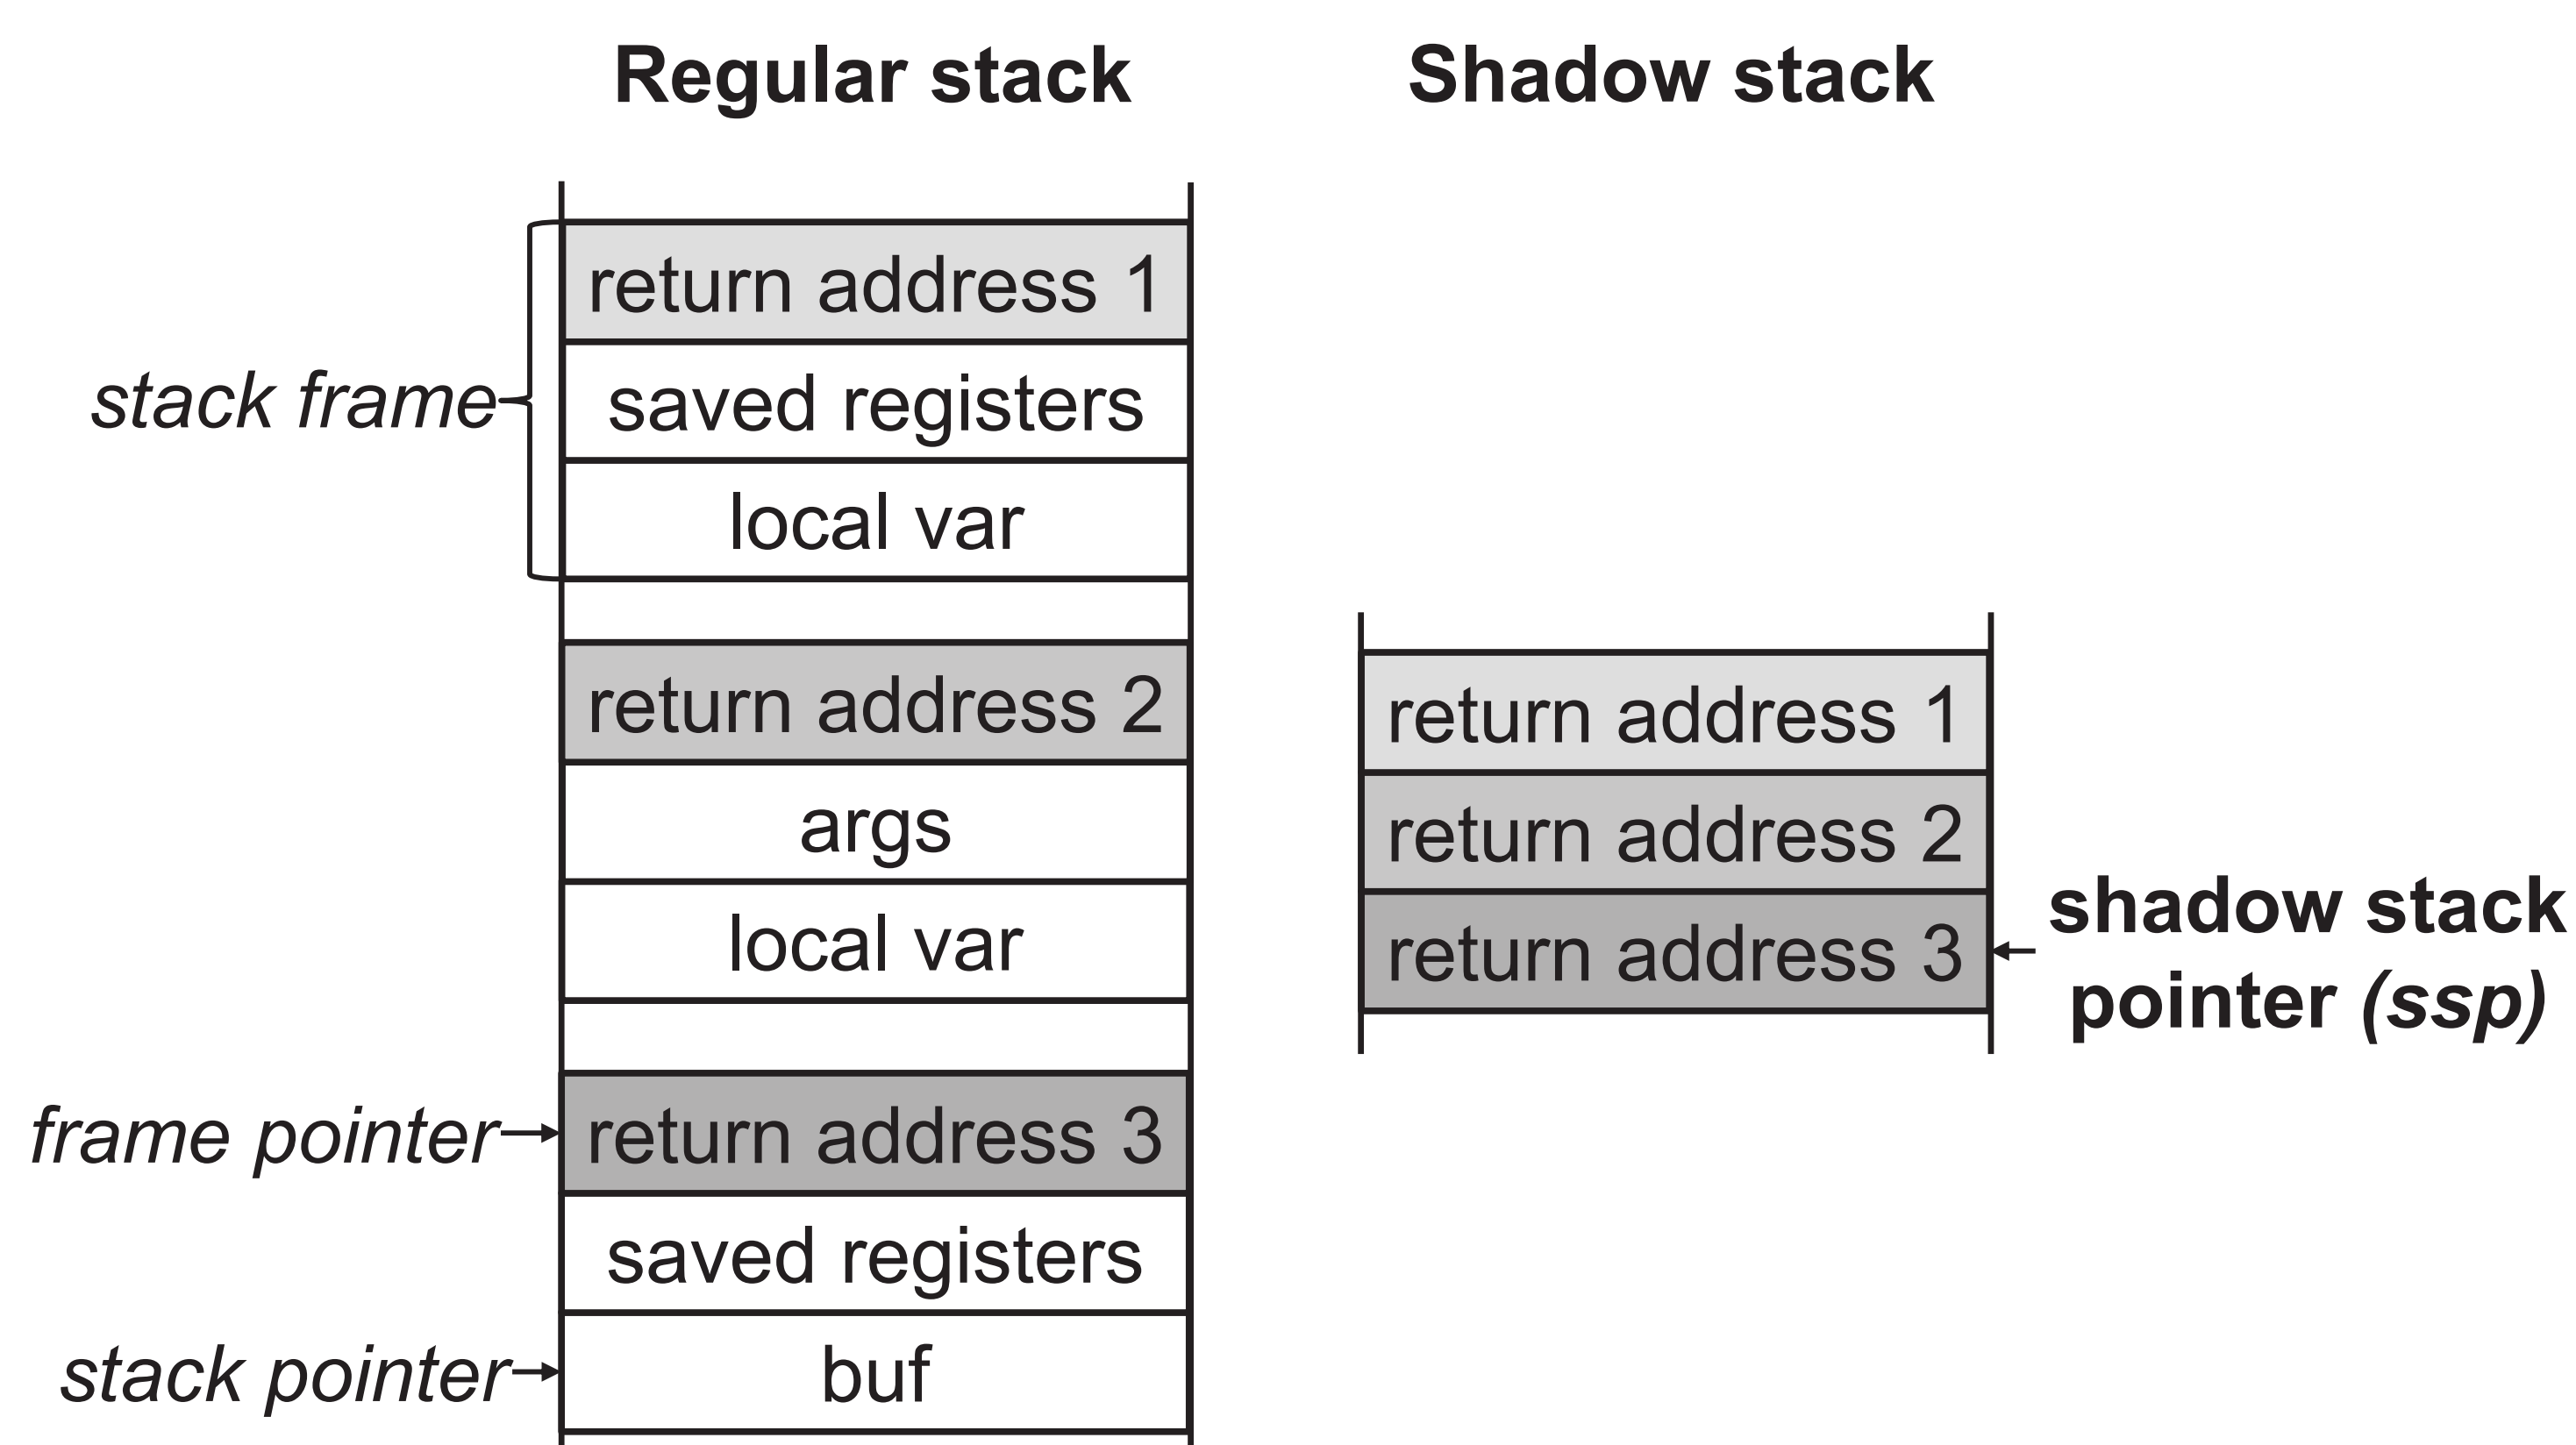 Regular stack
Shadow stack
return address 1
saved registers
stack frame
local var
return address 2
args
local var
frame pointer
return address 3
saved registers
stack pointer
buf
return address 1
return address 2
return address 3
shadow stack
pointer (ssp)